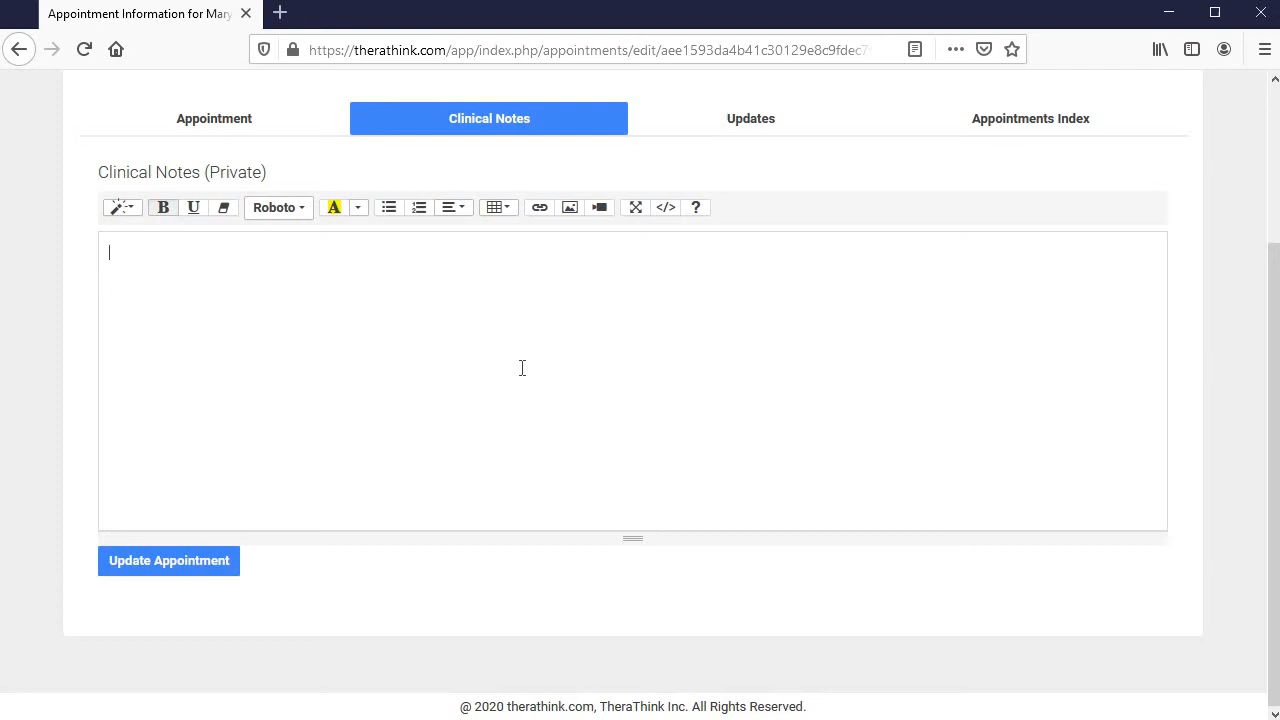 Appointment Information for Mary
https://therathink.com/app/index.php/appointments/edit/aee1593da4b41c30129e8c9fdec7
Appointment Clinical Notes Updates Appointments Index
Clinical Notes (Private)
B U Roboto A </> ?
Update Appointment
@ 2020 therathink.com, TheraThink Inc. All Rights Reserved.